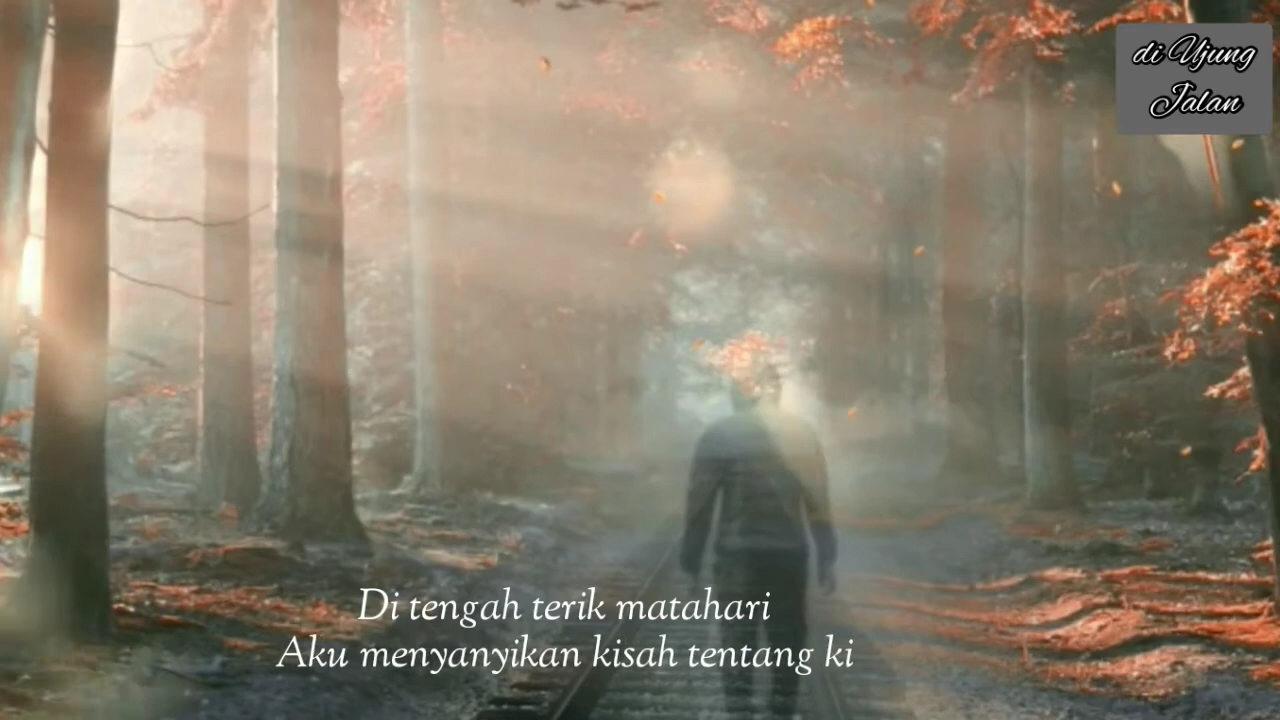 di Ujung
Jalan
Di tengah terik matahari
Aku menyanyikan kisah tentang ki